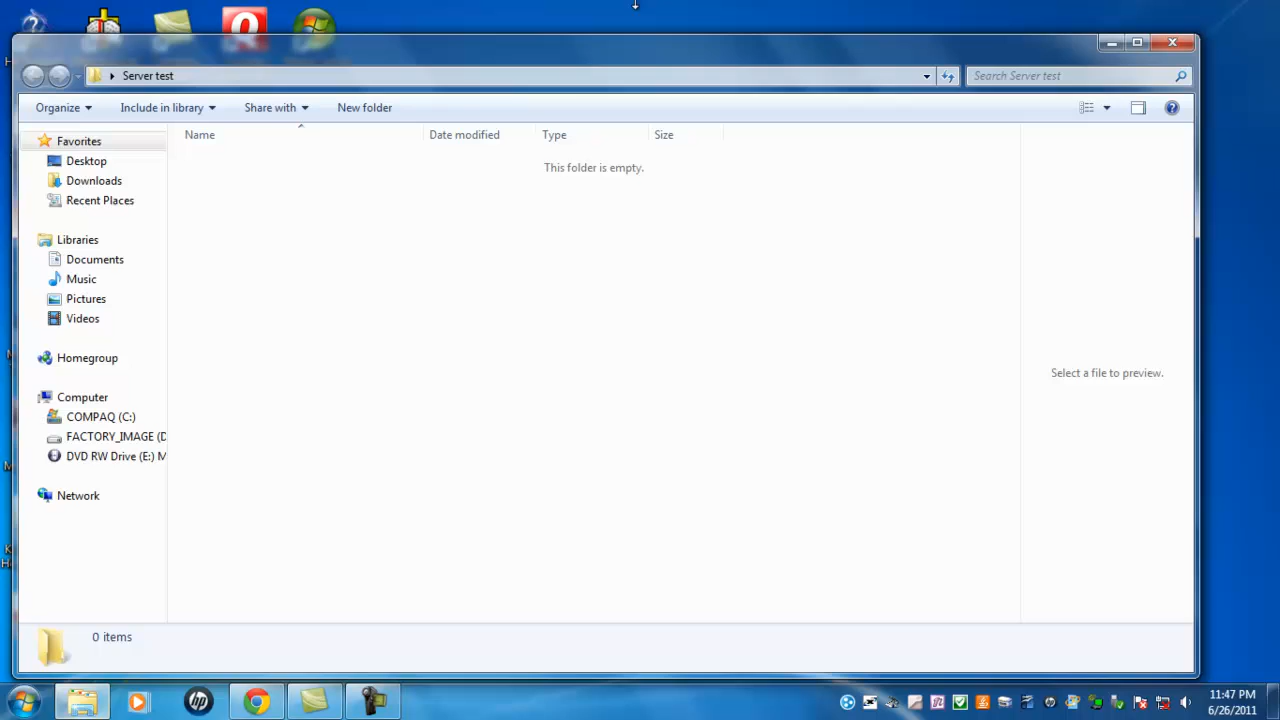 Server test
Search Server test
Organize
Include in library
Share with
New folder
Name
Date modified
Type
Size
This folder is empty.
Favorites
Desktop
Downloads
Recent Places
Libraries
Documents
Music
Pictures
Videos
Homegroup
Computer
COMPAQ (C:)
FACTORY_IMAGE (D
DVD RW Drive (E:) M
Network
Select a file to preview.
0 items
11:47 PM
6/26/2011